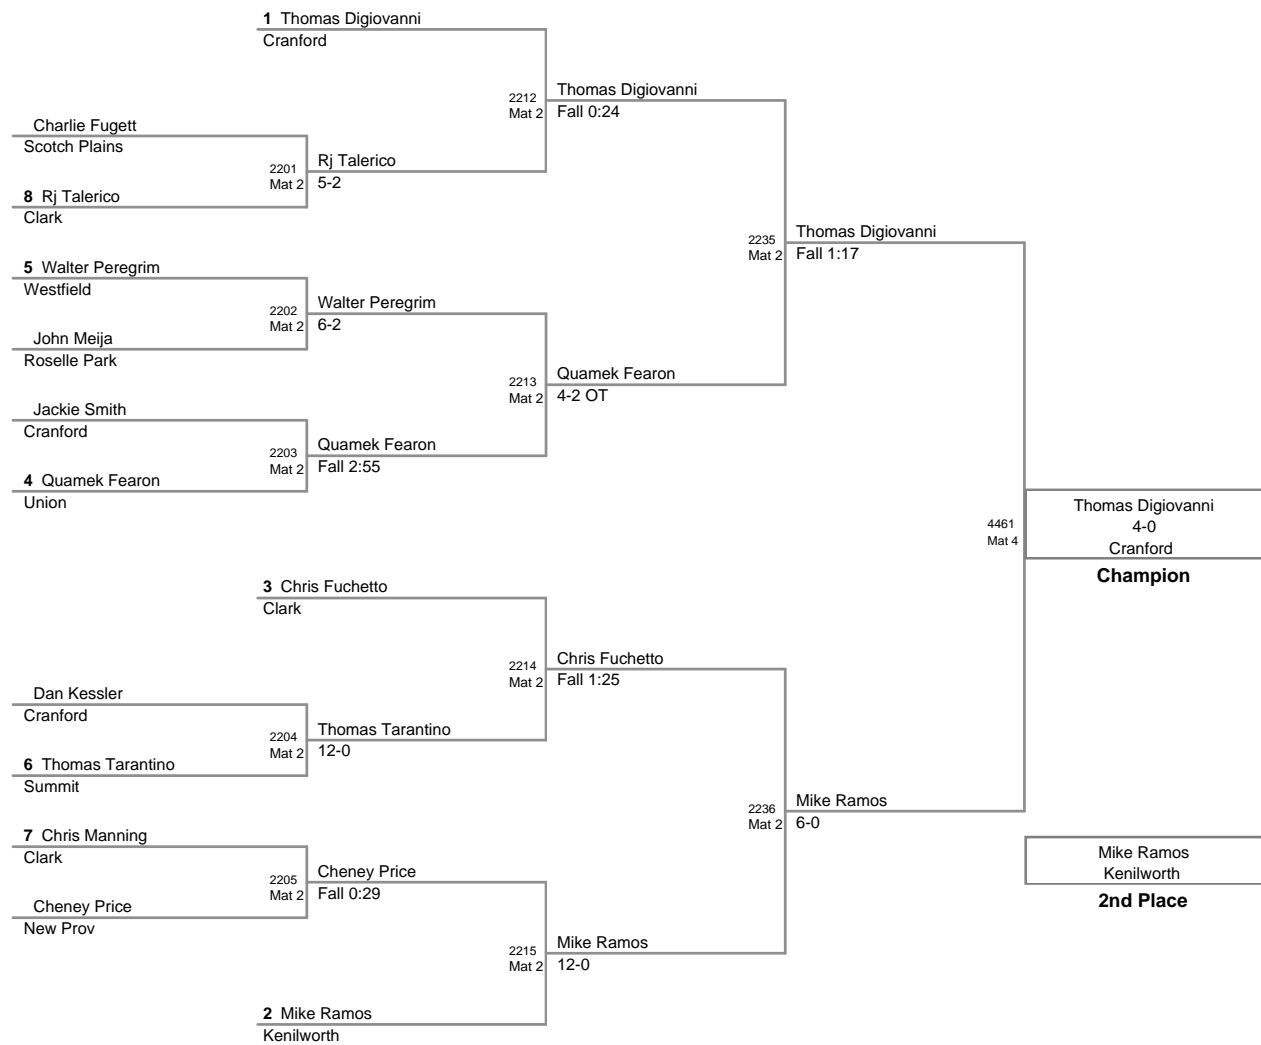 1 Thomas Digiovanni
Cranford
Thomas Digiovanni
2212
Mat 2
Fall 0:24
Charlie Fugett
Scotch Plains
Rj Talerico
2201
Mat 2
5-2
8 Rj Talerico
Clark
Thomas Digiovanni
2235
Mat 2
Fall 1:17
5 Walter Peregrim
Westfield
Walter Peregrim
2202
Mat 2
6-2
John Meija
Roselle Park
Quamek Fearon
2213
Mat 2
4-2 OT
Jackie Smith
Cranford
Quamek Fearon
2203
Mat 2
Fall 2:55
4 Quamek Fearon
Union
Thomas Digiovanni
4461
Mat 4
4-0
Cranford
Champion
3 Chris Fuchetto
Clark
Chris Fuchetto
2214
Mat 2
Fall 1:25
Dan Kessler
Cranford
Thomas Tarantino
2204
Mat 2
12-0
6 Thomas Tarantino
Summit
Mike Ramos
2236
Mat 2
6-0
7 Chris Manning
Clark
Mike Ramos
Kenilworth
2nd Place
Cheney Price
2205
Mat 2
Fall 0:29
Cheney Price
New Prov
Mike Ramos
2215
Mat 2
12-0
2 Mike Ramos
Kenilworth